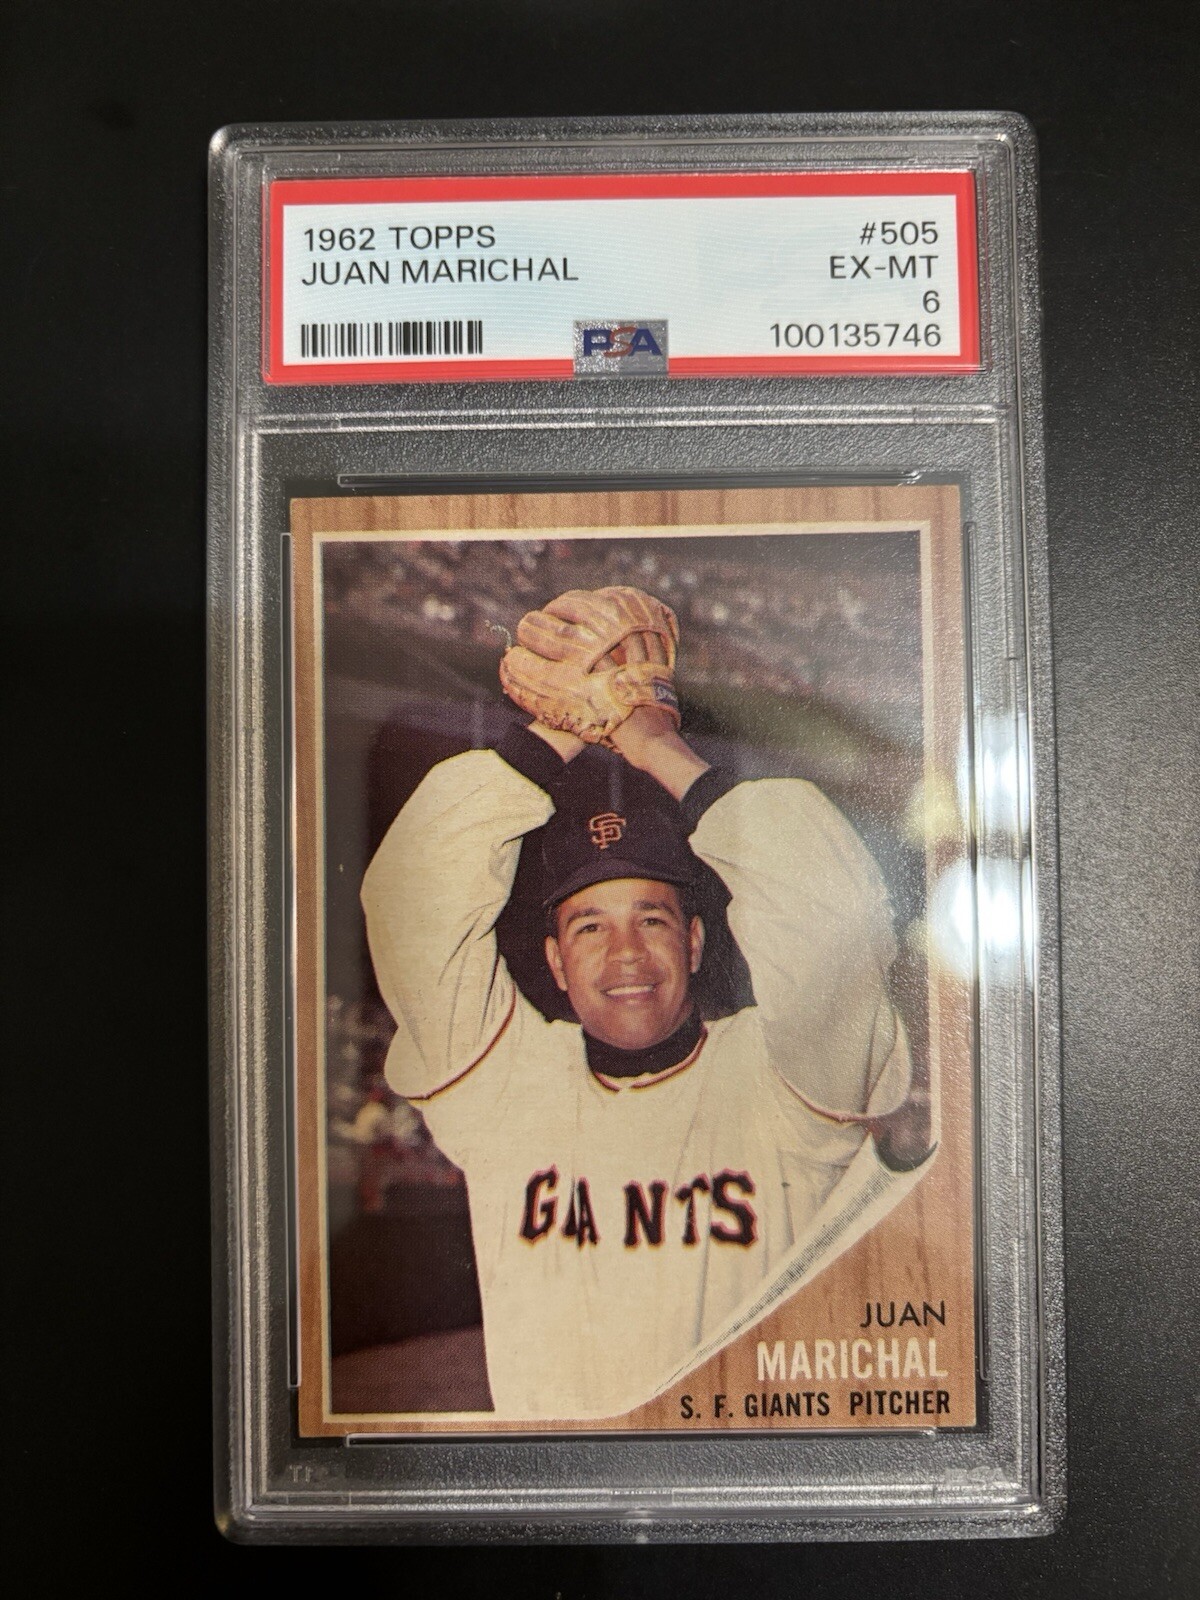 1962 TOPPS #505
JUAN MARICHAL EX-MT
6
PSA 100135746
SF
GIANTS
JUAN
MARICHAL
S. F. GIANTS PITCHER